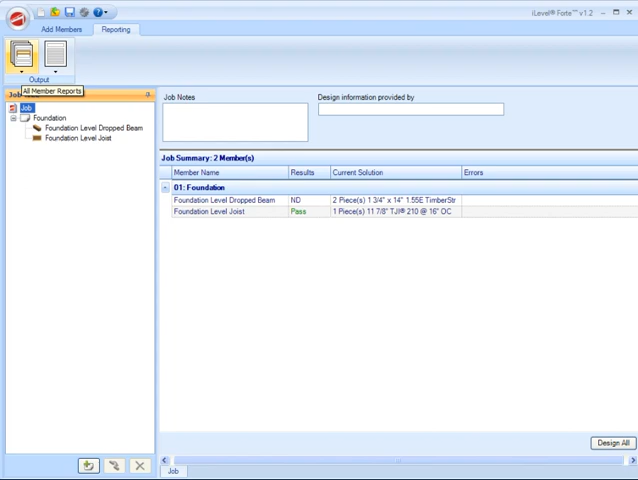 iLevel® Forte™ v1.2
Add Members Reporting
Output
All Member Reports
Job Notes Design information provided by
Job
Foundation
Foundation Level Dropped Beam
Foundation Level Joist
Job Summary: 2 Member(s)
Member Name Results Current Solution Errors
01: Foundation
Foundation Level Dropped Beam ND 2 Piece(s) 1 3/4" x 14" 1.55E TimberStr
Foundation Level Joist Pass 1 Piece(s) 11 7/8" TJI® 210 @ 16" OC
Design All
Job